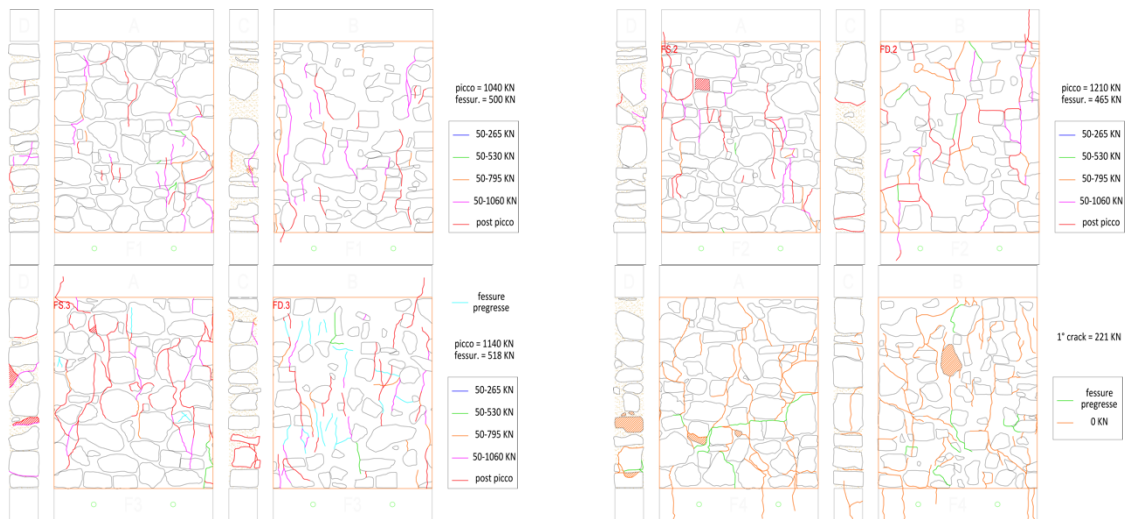 D
A
C
B
picco = 1040 KN
fessur. = 500 KN
50-265 KN
50-530 KN
50-795 KN
50-1060 KN
post picco
F1
F1
D
A
C
B
FS.2
FD.2
picco = 1210 KN
fessur. = 465 KN
50-265 KN
50-530 KN
50-795 KN
50-1060 KN
post picco
F2
F2
D
A
C
B
FS.3
FD.3
fessure
pregresse
picco = 1140 KN
fessur. = 518 KN
50-265 KN
50-530 KN
50-795 KN
50-1060 KN
post picco
F3
F3
D
A
C
B
1° crack = 221 KN
fessure
pregresse
0 KN
F4
F4